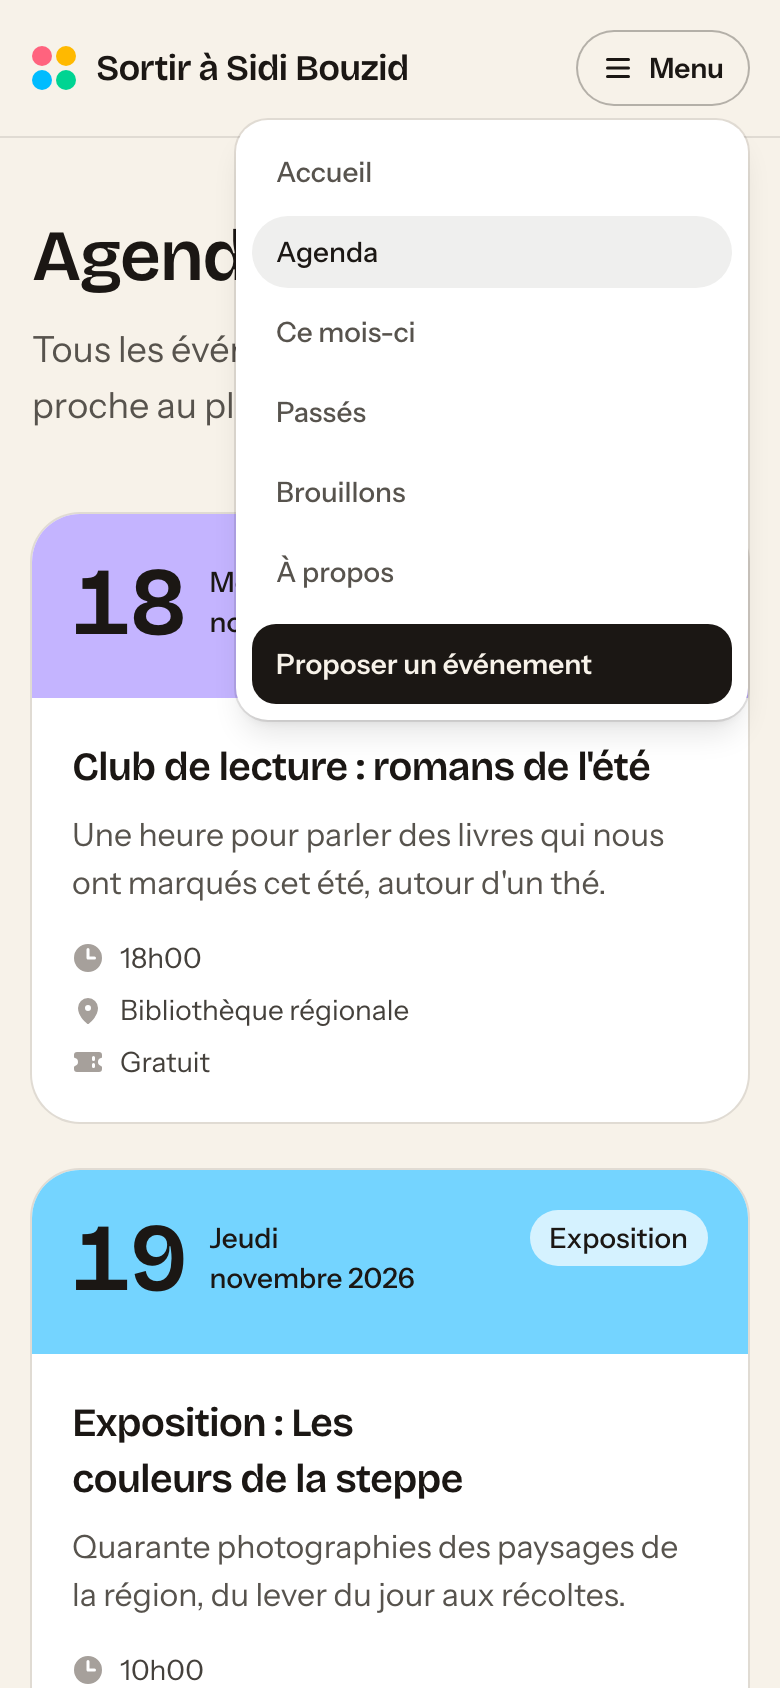 Sortir à Sidi Bouzid
Menu
Accueil
Agenda
Ce mois-ci
Passés
Brouillons
À propos
Proposer un événement
Tous les
proche au
18
Club de lecture : romans de l'été
Une heure pour parler des livres qui nous
ont marqués cet été, autour d'un thé.
18h00
Bibliothèque régionale
Gratuit
19
Jeudi
novembre 2026
Exposition
Exposition : Les
couleurs de la steppe
Quarante photographies des paysages de
la région, du lever du jour aux récoltes.
10h00